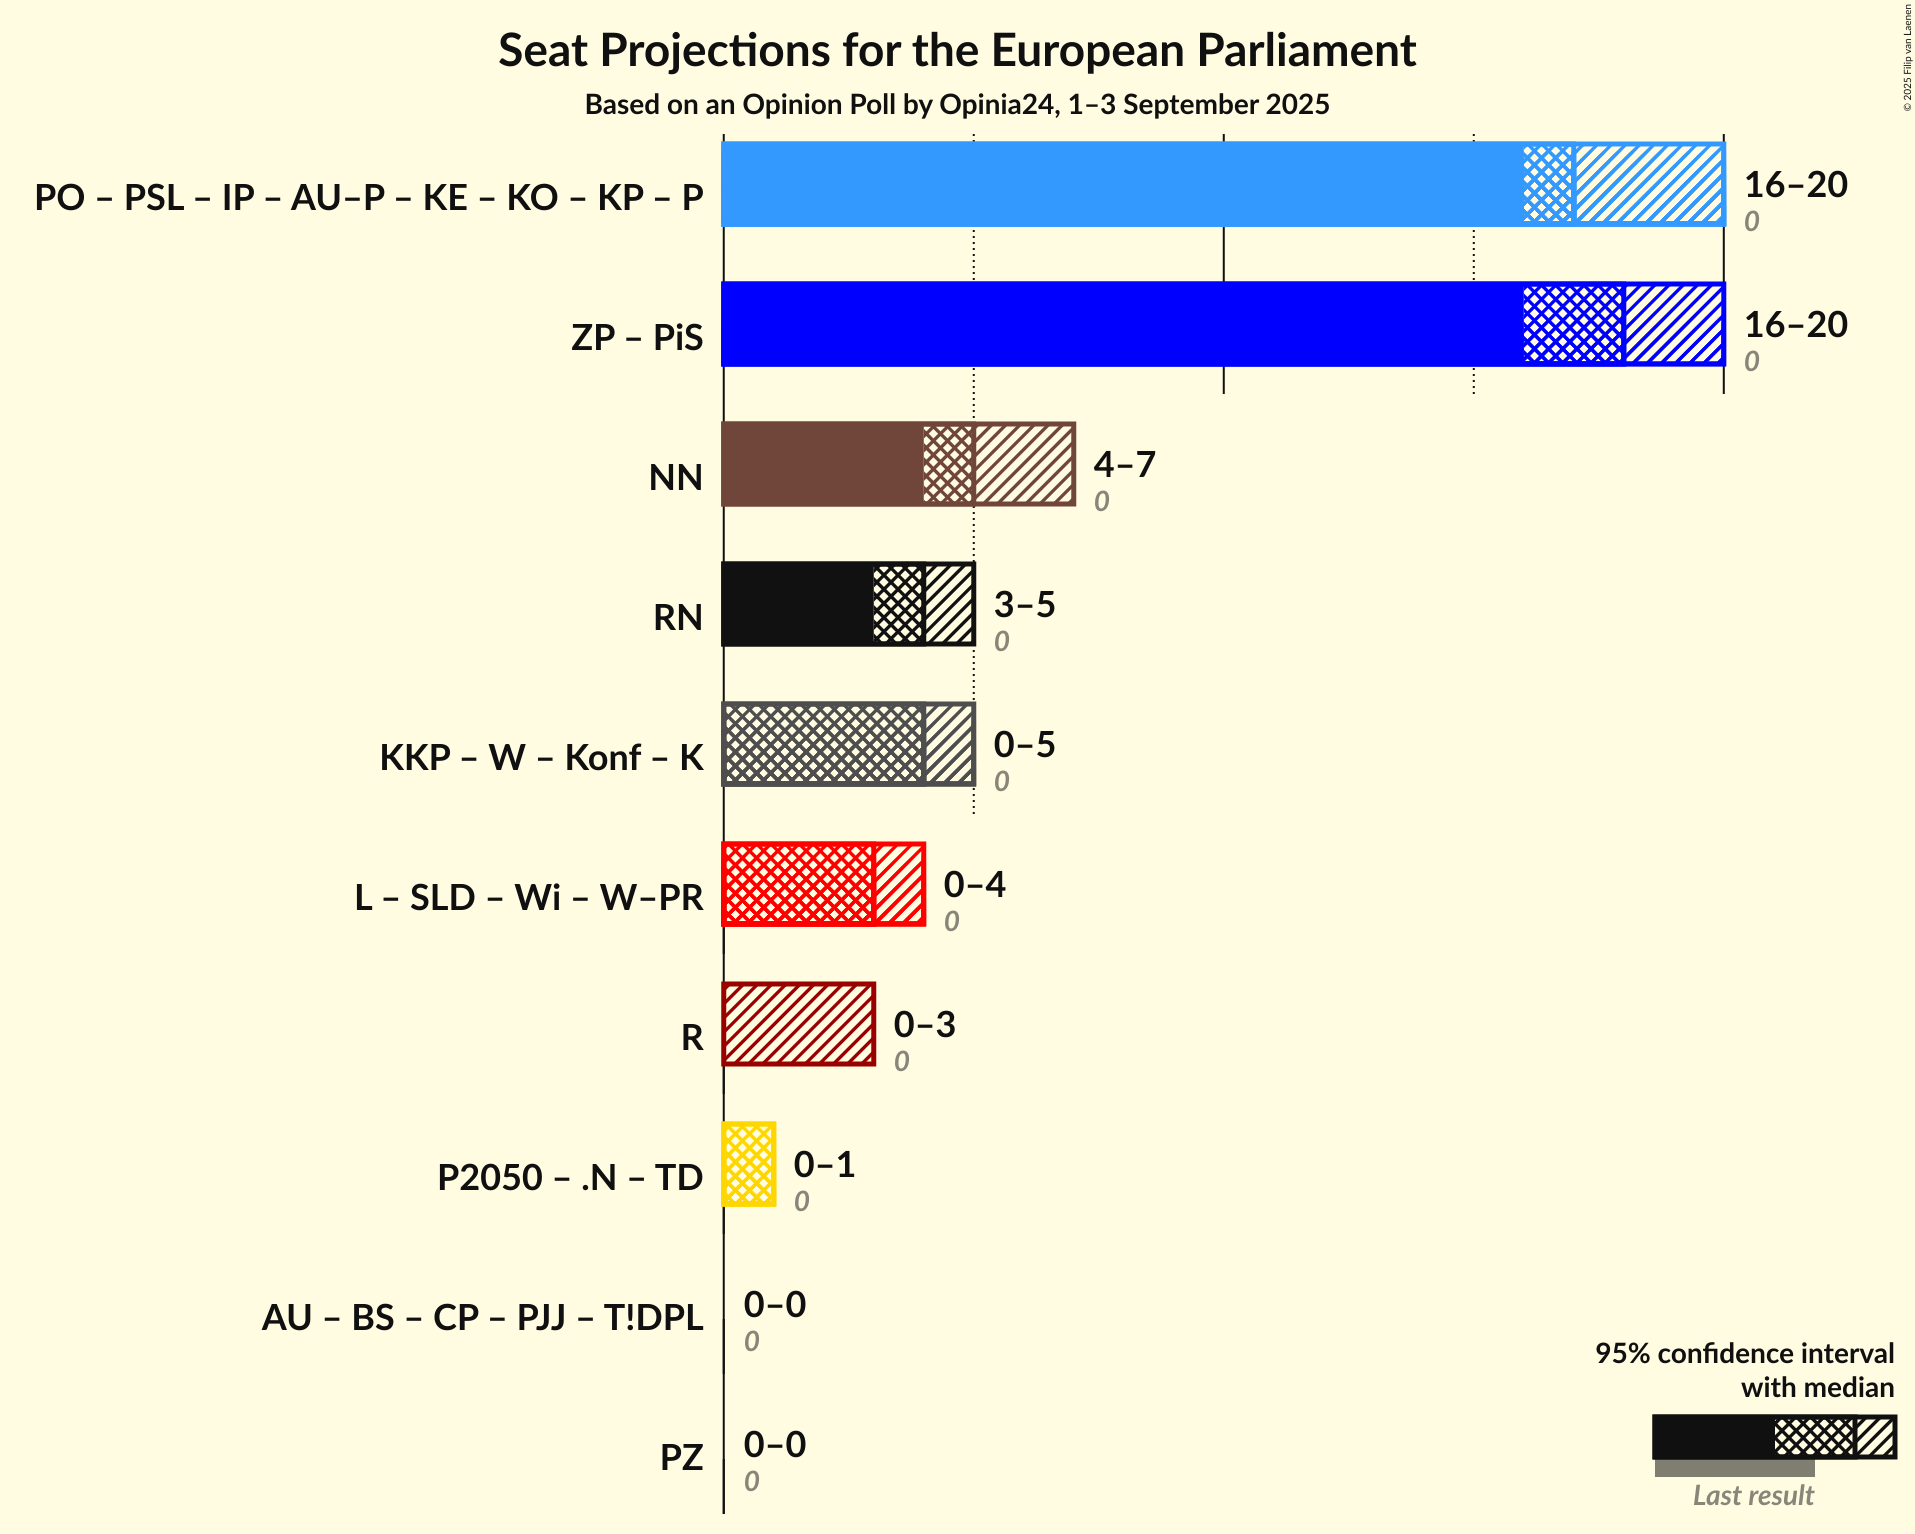 Seat Projections for the European Parliament
Based on an Opinion Poll by Opinia24, 1–3 September 2025
© 2025 Filip van Laenen
PO – PSL – IP – AU–P – KE – KO – KP – P
16–20
0
ZP – PiS
16–20
0
NN
4–7
0
RN
3–5
0
KKP – W – Konf – K
0–5
0
L – SLD – Wi – W–PR
0–4
0
R
0–3
0
P2050 – .N – TD
0–1
0
AU – BS – CP – PJJ – T!DPL
0–0
0
PZ
0–0
0
95% confidence interval
with median
Last result